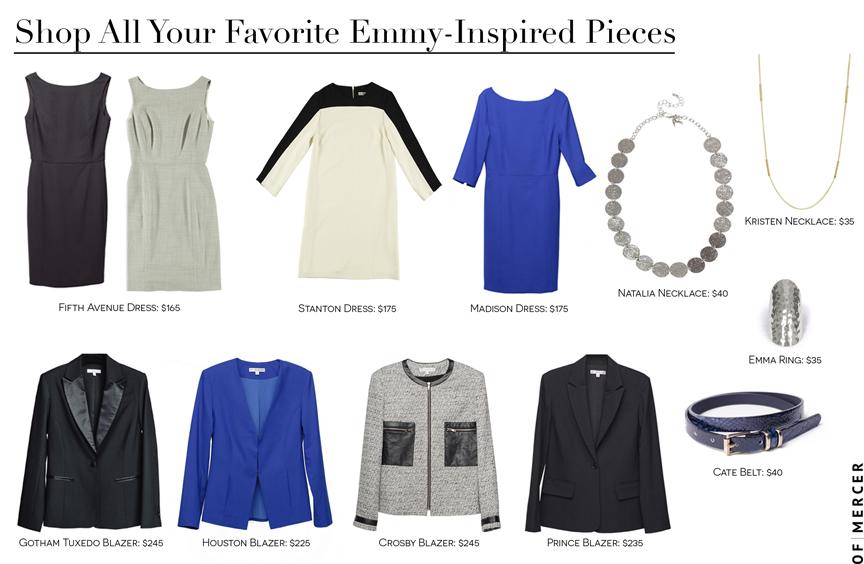 Shop All Your Favorite Emmy-Inspired Pieces
Kristen Necklace: $35
Natalia Necklace: $40
Fifth Avenue Dress: $165
Stanton Dress: $175
Madison Dress: $175
Emma Ring: $35
Cate Belt: $40
Gotham Tuxedo Blazer: $245
Houston Blazer: $225
Crosby Blazer: $245
Prince Blazer: $235
OF | MERCER